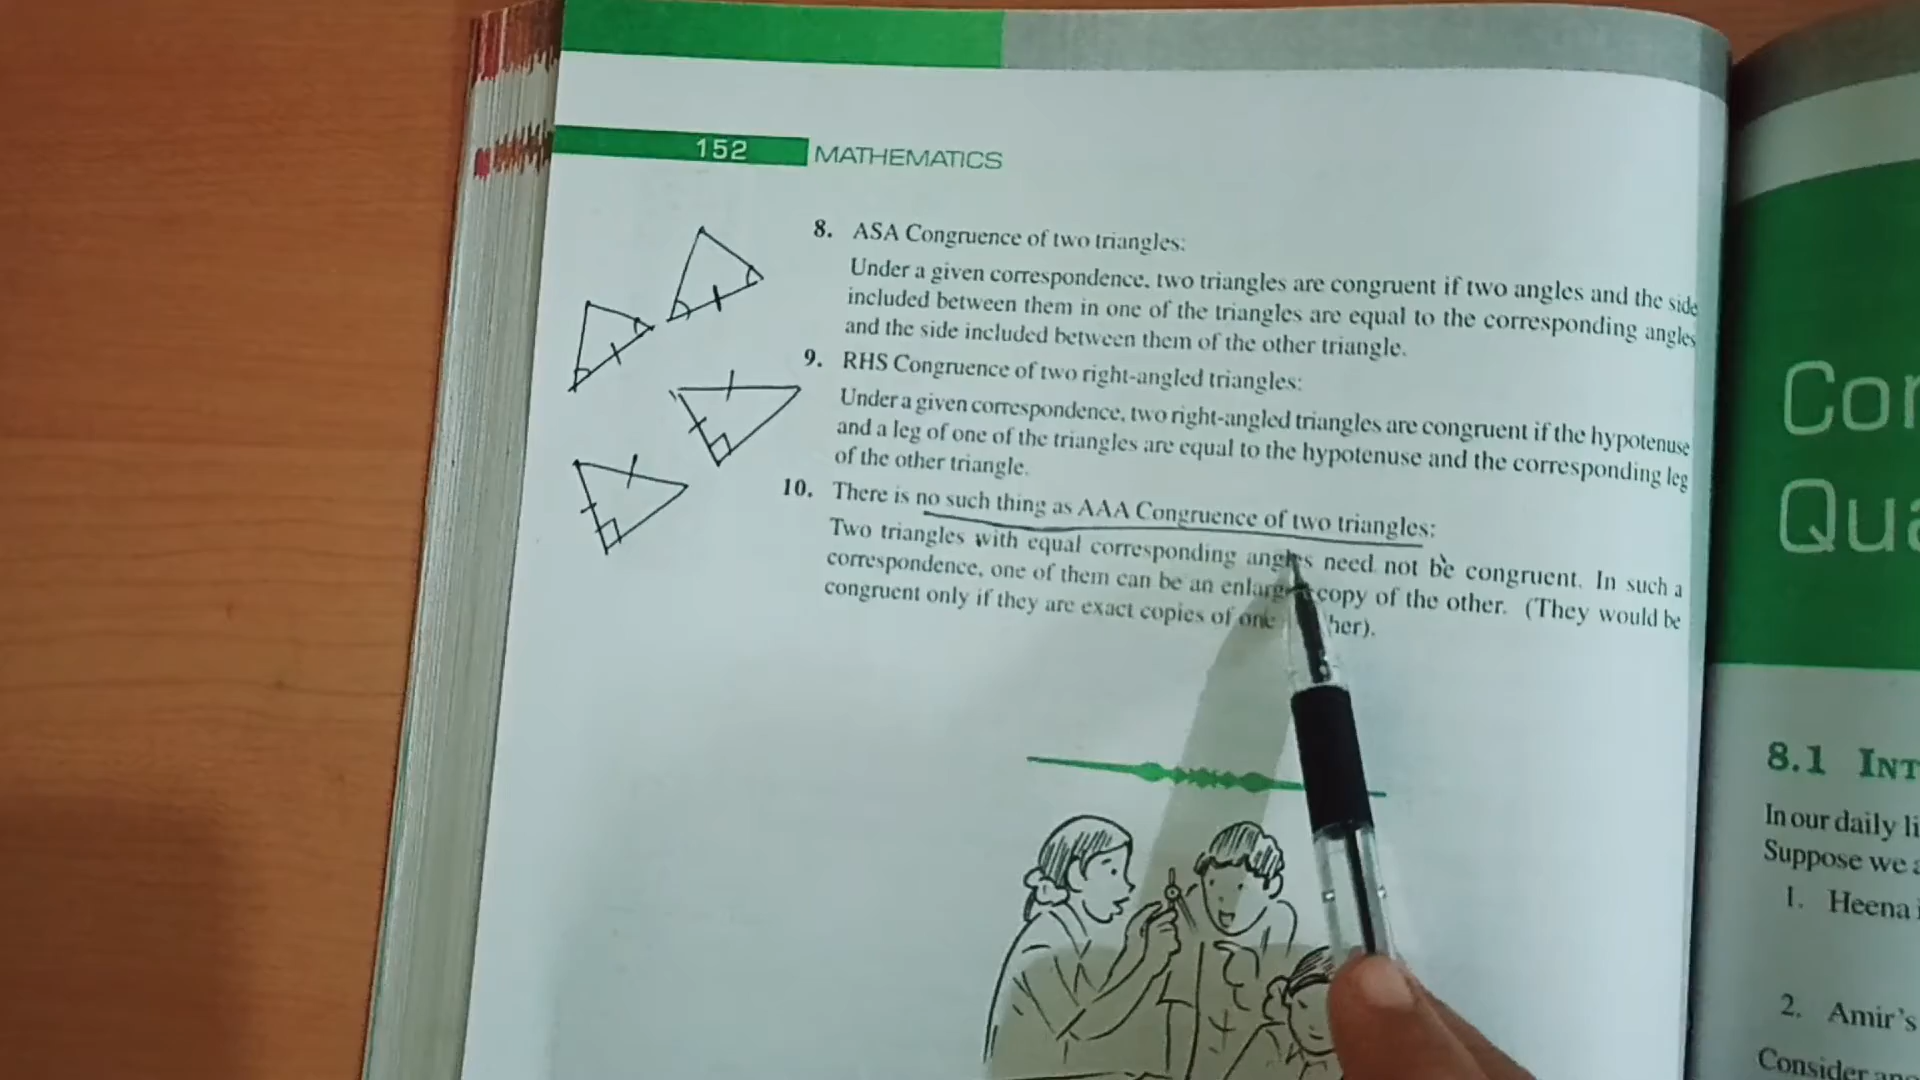 152 MATHEMATICS
8. ASA Congruence of two triangles:
Under a given correspondence, two triangles are congruent if two angles and the side
included between them in one of the triangles are equal to the corresponding angles
and the side included between them of the other triangle.
9. RHS Congruence of two right-angled triangles:
Under a given correspondence, two right-angled triangles are congruent if the hypotenuse
and a leg of one of the triangles are equal to the hypotenuse and the corresponding leg
of the other triangle.
10. There is no such thing as AAA Congruence of two triangles:
Two triangles with equal corresponding angles need not be congruent. In such a
correspondence, one of them can be an copy of the other. (They would be
congruent only if they are exact copies of one
Co
Qu
8.1
In our daily
Suppose we
1. Heena
2. Amir's
Consider